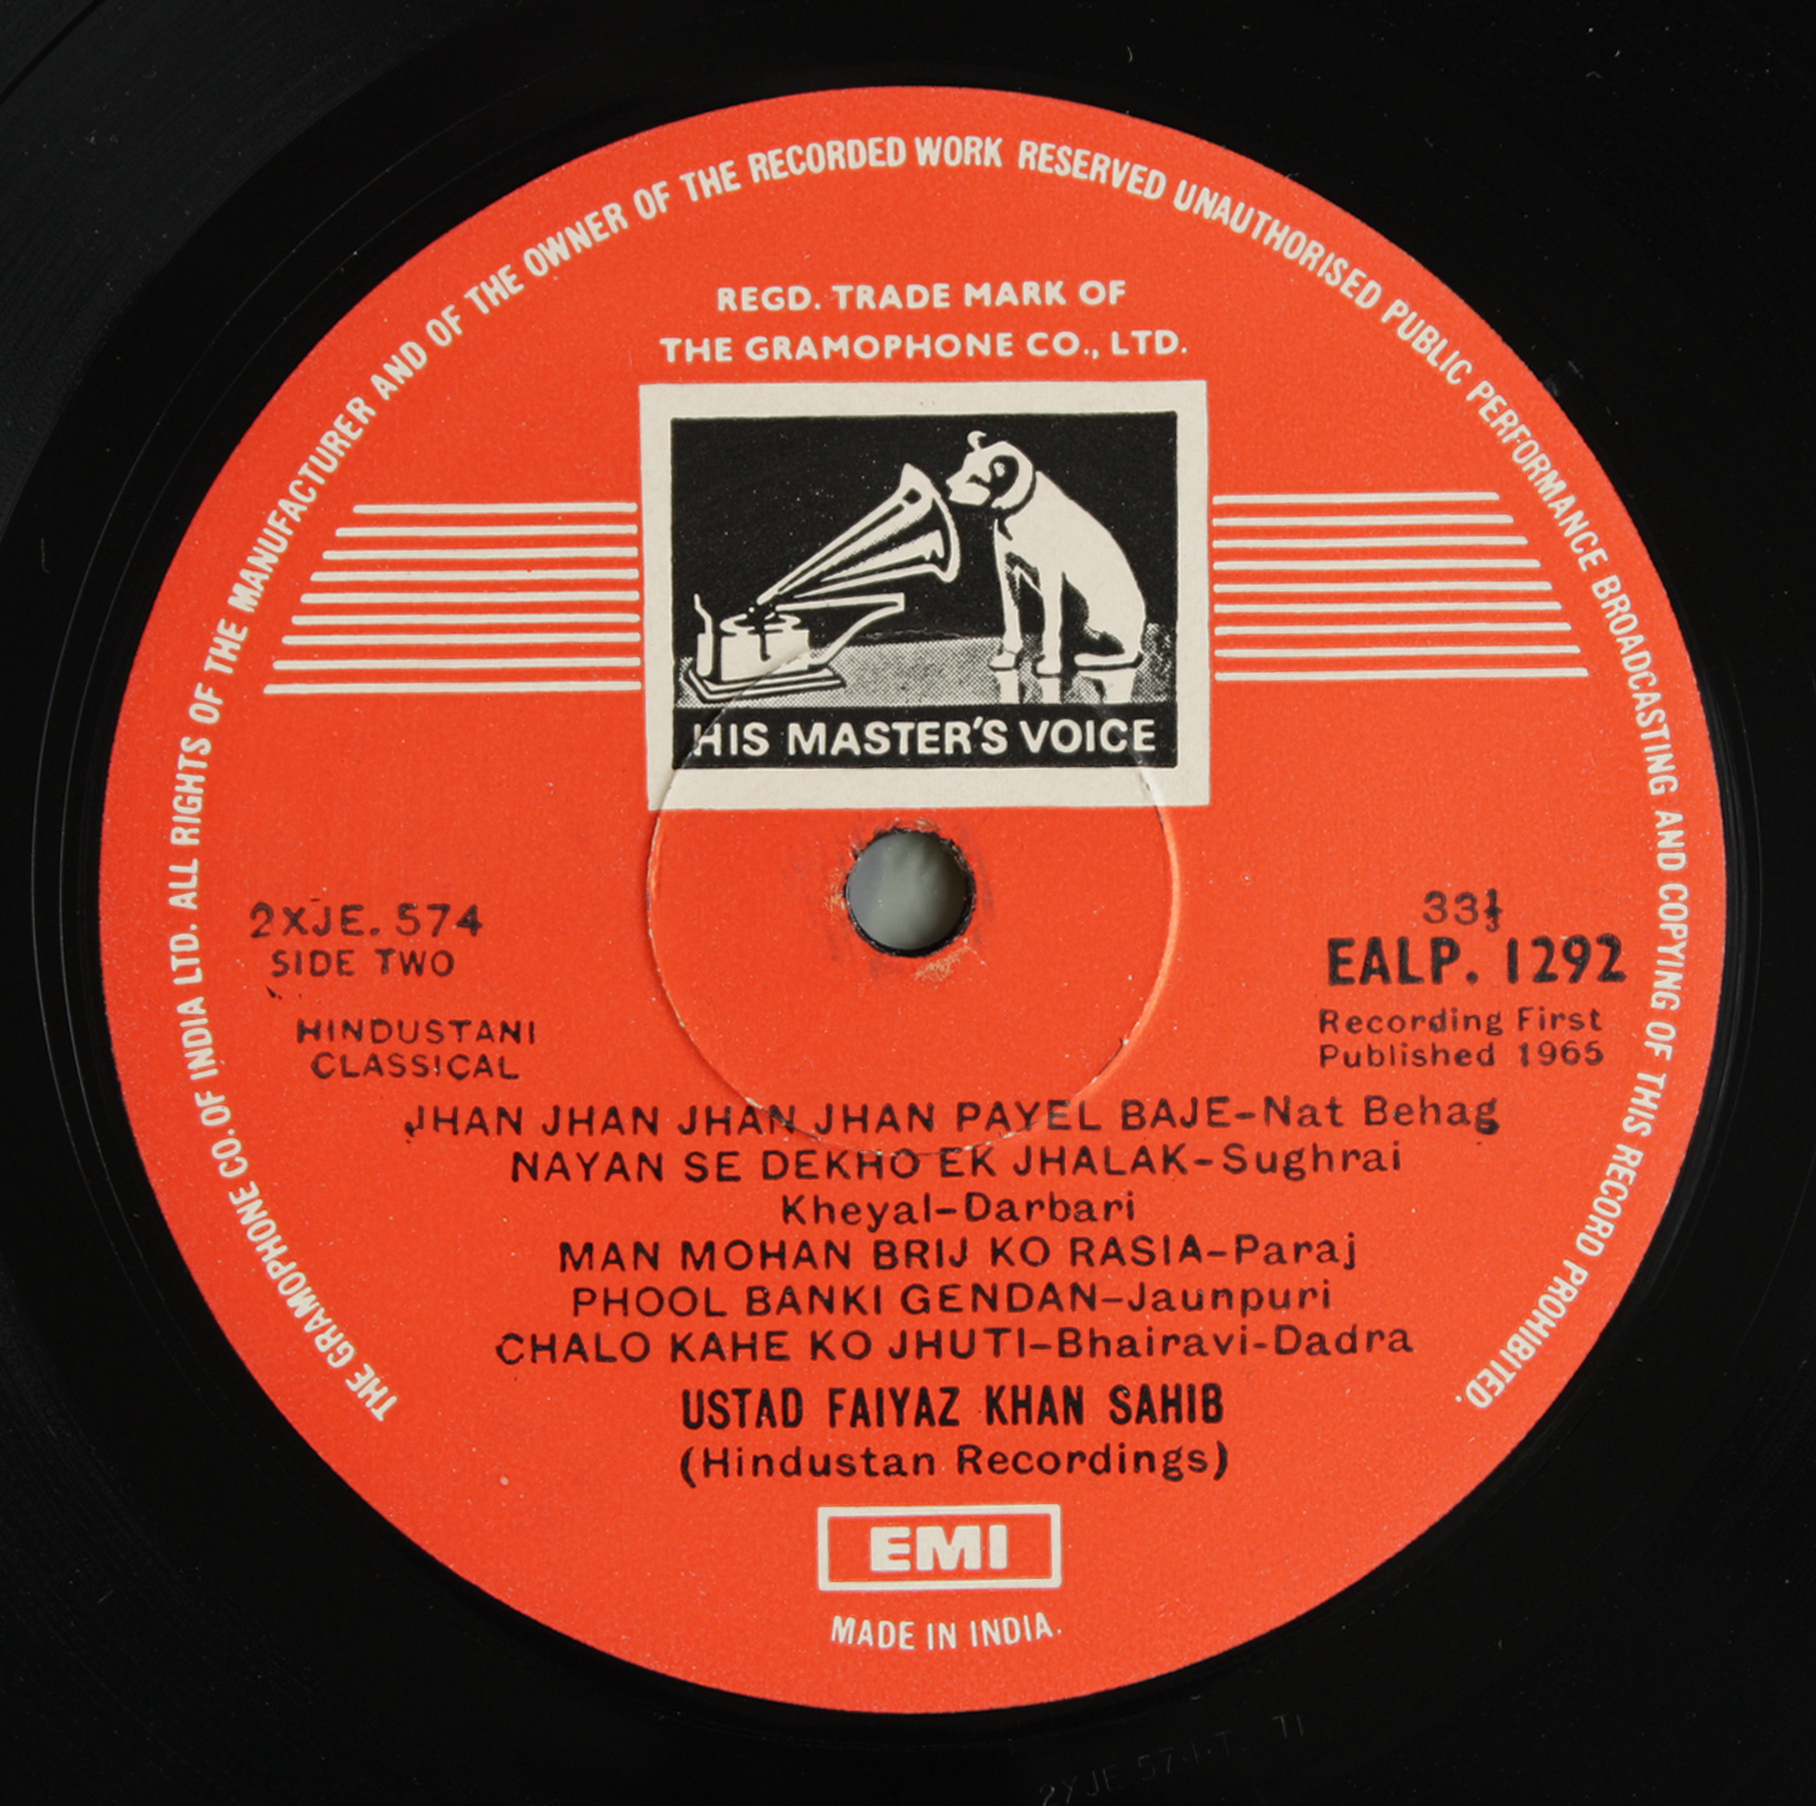 THE GRAMOPHONE CO. OF INDIA LTD. ALL RIGHTS OF THE MANUFACTURER AND OF THE OWNER OF THE RECORDED WORK RESERVED UNAUTHORISED PUBLIC PERFORMANCE BROADCASTING AND COPYING OF THIS RECORD PROHIBITED.
REGD. TRADE MARK OF
THE GRAMOPHONE CO., LTD.
HIS MASTER'S VOICE
2XJE. 574
SIDE TWO
HINDUSTANI
CLASSICAL
33⅓
EALP. 1292
Recording First
Published 1965
JHAN JHAN JHAN JHAN PAYEL BAJE-Nat Behag
NAYAN SE DEKHO EK JHALAK-Sughrai
Kheyal-Darbari
MAN MOHAN BRIJ KO RASIA-Paraj
PHOOL BANKI GENDAN-Jaunpuri
CHALO KAHE KO JHUTI-Bhairavi-Dadra
USTAD FAIYAZ KHAN SAHIB
(Hindustan Recordings)
EMI
MADE IN INDIA.